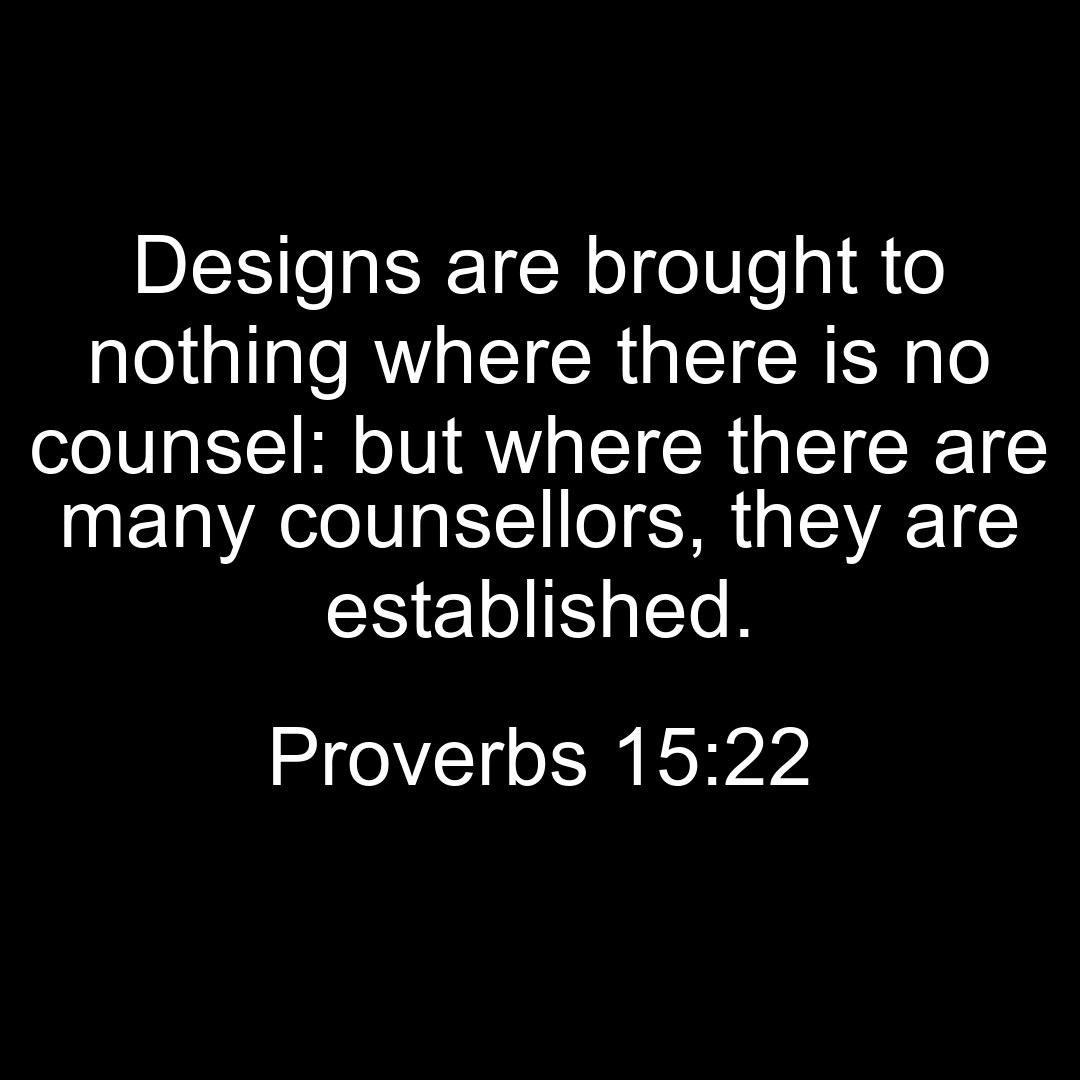 Designs are brought to
nothing where there is no
counsel: but where there are
many counsellors, they are
established.
Proverbs 15:22